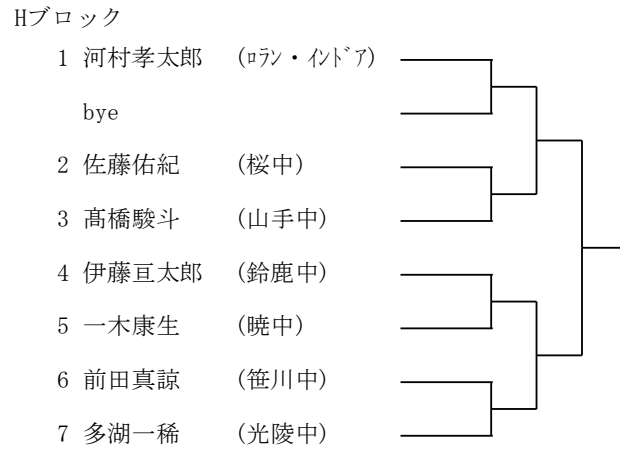 Hブロック
1 河村孝太郎 (ﾛﾗﾝ・ｲﾝﾄﾞｱ)
bye
2 佐藤佑紀 (桜中)
3 髙橋駿斗 (山手中)
4 伊藤亘太郎 (鈴鹿中)
5 一木康生 (暁中)
6 前田真諒 (笹川中)
7 多湖一稀 (光陵中)